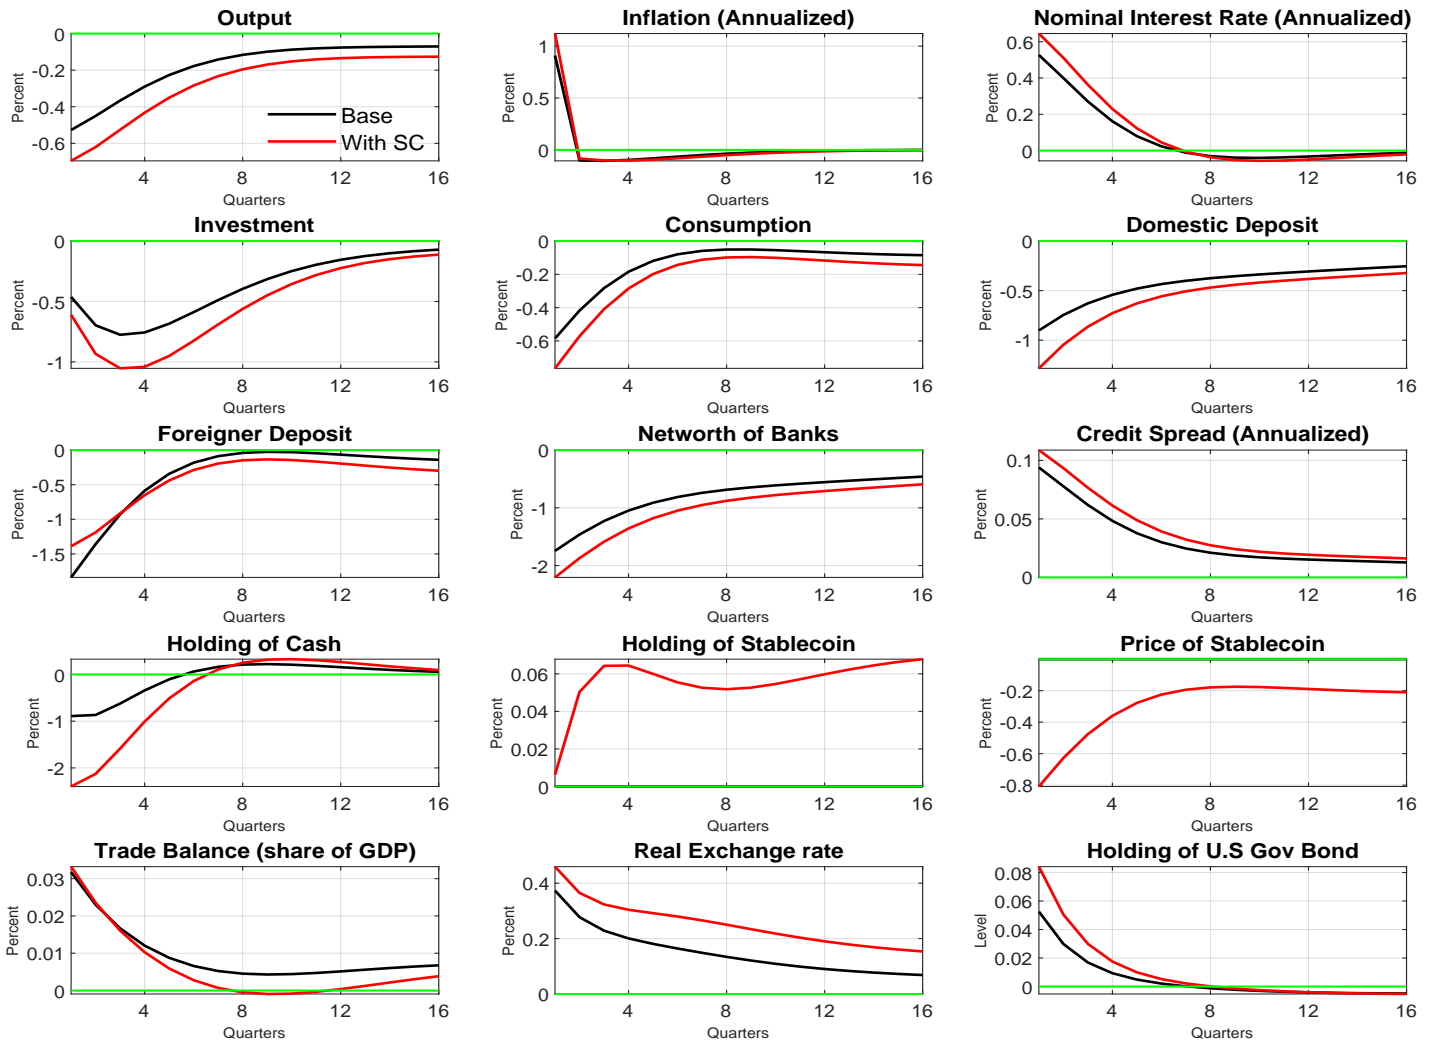 Output
Percent
0
-0.2
-0.4
-0.6
Base
With SC
4
8
12
16
Quarters
Inflation (Annualized)
Percent
1
0.5
0
4
8
12
16
Quarters
Nominal Interest Rate (Annualized)
Percent
0.6
0.4
0.2
0
4
8
12
16
Quarters
Investment
Percent
0
-0.5
-1
4
8
12
16
Quarters
Consumption
Percent
0
-0.2
-0.4
-0.6
4
8
12
16
Quarters
Domestic Deposit
Percent
0
-0.5
-1
4
8
12
16
Quarters
Foreigner Deposit
Percent
0
-0.5
-1
-1.5
4
8
12
16
Quarters
Networth of Banks
Percent
0
-1
-2
4
8
12
16
Quarters
Credit Spread (Annualized)
Percent
0.1
0.05
0
4
8
12
16
Quarters
Holding of Cash
Percent
0
-1
-2
4
8
12
16
Quarters
Holding of Stablecoin
Percent
0.06
0.04
0.02
0
4
8
12
16
Quarters
Price of Stablecoin
Percent
-0.2
-0.4
-0.6
-0.8
4
8
12
16
Quarters
Trade Balance (share of GDP)
Percent
0.03
0.02
0.01
0
4
8
12
16
Quarters
Real Exchange rate
Percent
0.4
0.2
0
4
8
12
16
Quarters
Holding of U.S Gov Bond
Level
0.08
0.06
0.04
0.02
0
4
8
12
16
Quarters